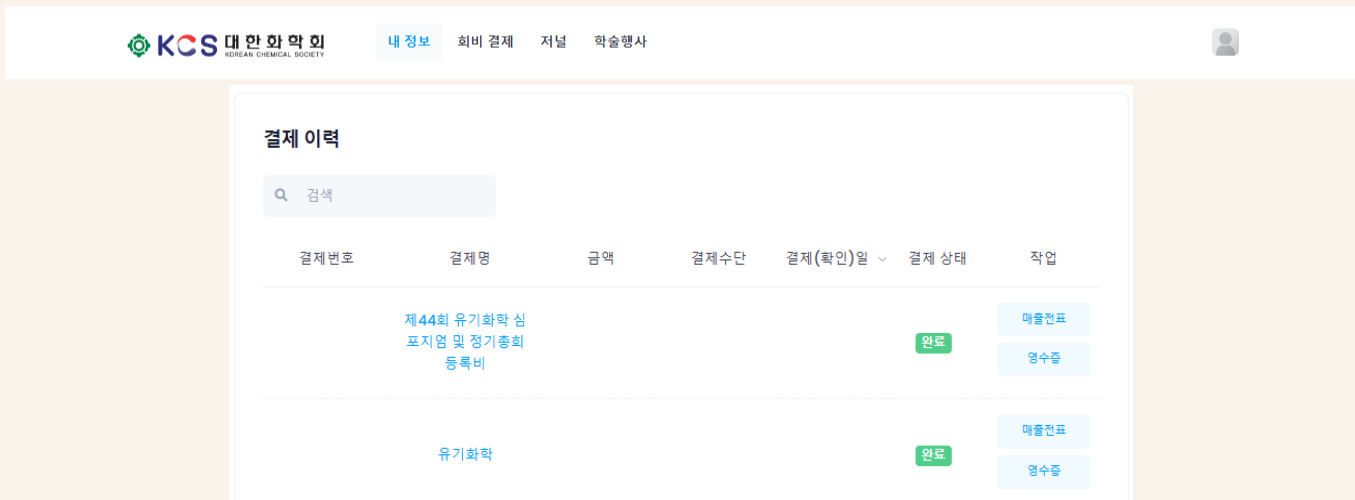 KCS 대한화학회
KOREAN CHEMICAL SOCIETY
내 정보 회비 결제 저널 학술행사
결제 이력
검색
결제번호 결제명 금액 결제수단 결제(확인)일 결제 상태 작업
제44회 유기화학 심
포지엄 및 정기총회
등록비
완료
매출전표
영수증
유기화학
완료
매출전표
영수증